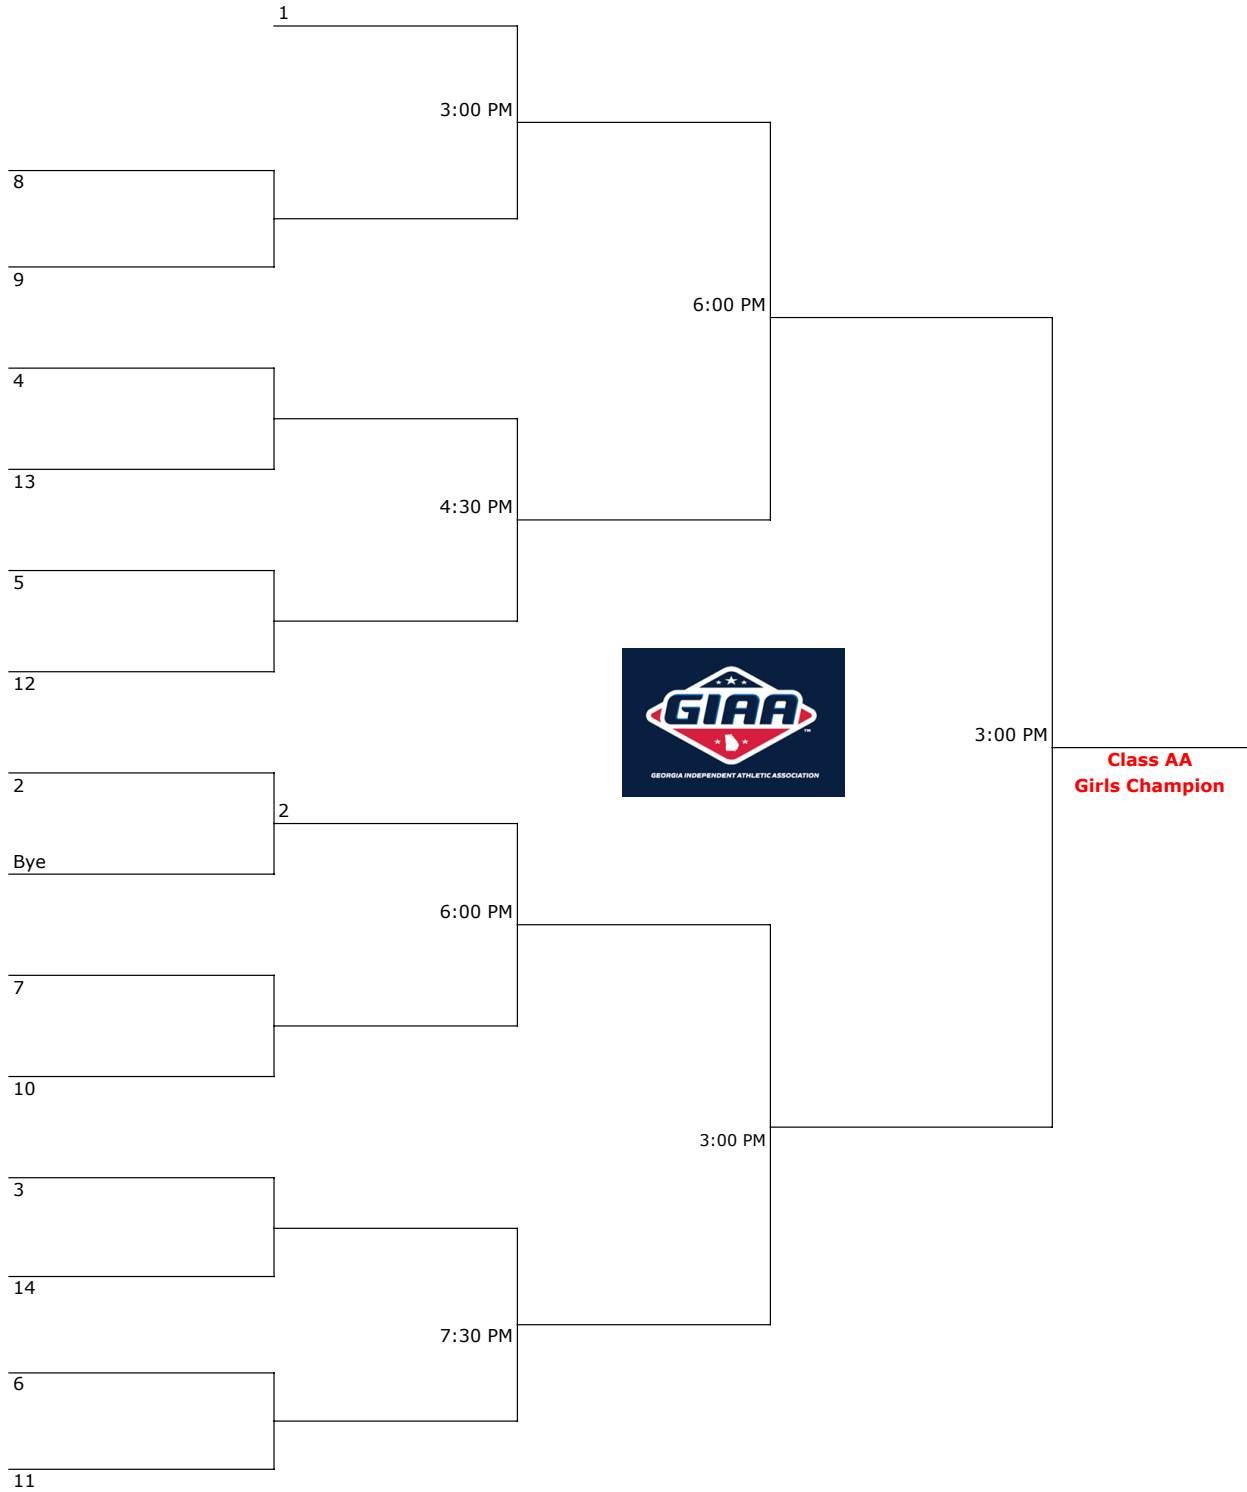 1
3:00 PM
8
9
6:00 PM
4
13
4:30 PM
5
12
GIAA
TM
GEORGIA INDEPENDENT ATHLETIC ASSOCIATION
3:00 PM
Class AA
Girls Champion
2
2
Bye
6:00 PM
7
10
3:00 PM
3
14
7:30 PM
6
11